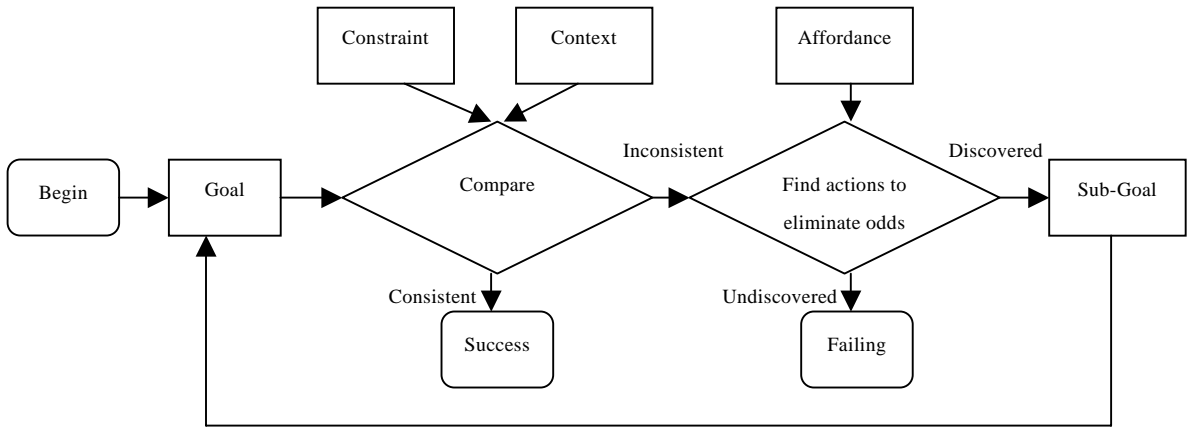 Constraint
Context
Affordance
Inconsistent
Discovered
Begin
Goal
Compare
Find actions to
eliminate odds
Sub-Goal
Consistent
Undiscovered
Success
Failing